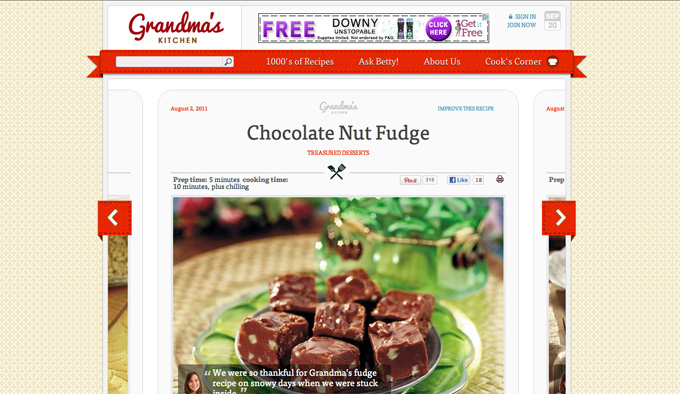 Grandma's
KITCHEN
FREE DOWNY UNSTOPABLE CLICK HERE Get it Free
Supplies limited. Not endorsed by P&G.
SIGN IN
JOIN NOW
SEP
20
1000's of Recipes Ask Betty! About Us Cook's Corner
August 2, 2011
Grandma's
KITCHEN
IMPROVE THIS RECIPE
August
Chocolate Nut Fudge
TREASURED DESSERTS
Prep time: 5 minutes cooking time:
10 minutes, plus chilling
Pin it 318 Like 18
Prep
“ We were so thankful for Grandma's fudge
recipe on snowy days when we were stuck
inside. ”